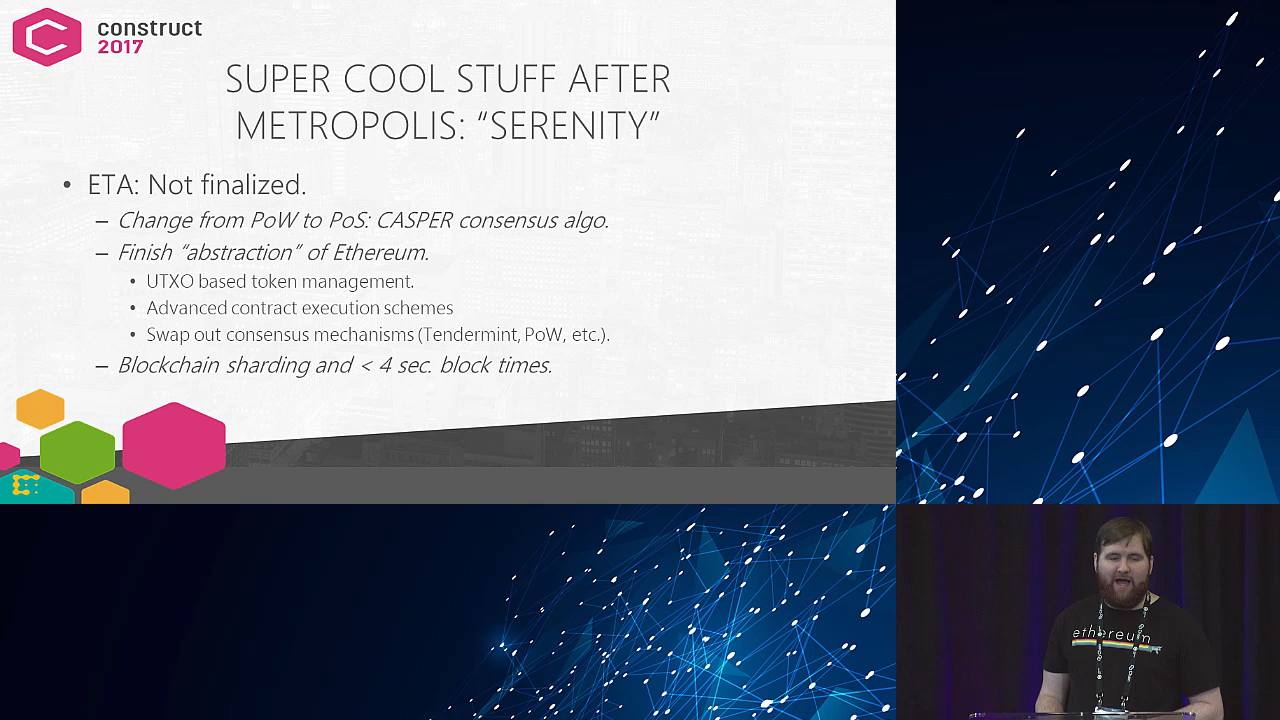 construct
2017
SUPER COOL STUFF AFTER
METROPOLIS: “SERENITY”
• ETA: Not finalized.
– Change from PoW to PoS: CASPER consensus algo.
– Finish “abstraction” of Ethereum.
• UTXO based token management.
• Advanced contract execution schemes
• Swap out consensus mechanisms (Tendermint, PoW, etc.).
– Blockchain sharding and < 4 sec. block times.
ethereum